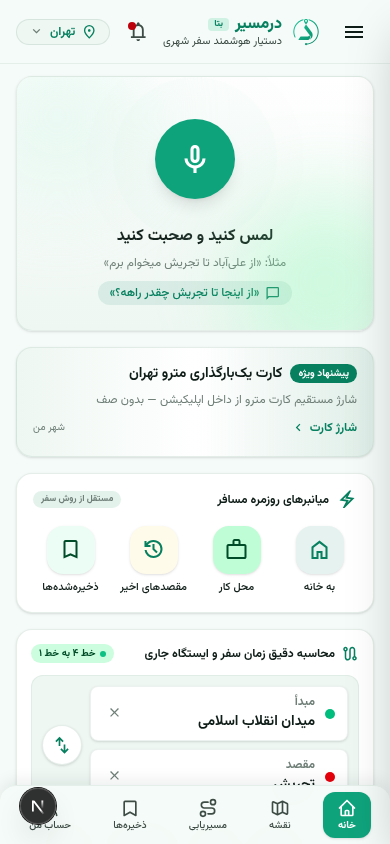 درمسیر بتا
دستیار هوشمند سفر شهری
تهران
لمس کنید و صحبت کنید
مثلاً: «از علی‌آباد تا تجریش میخوام برم»
«از اینجا تا تجریش چقدر راهه؟»
پیشنهاد ویژه کارت یک‌بارگذاری مترو تهران
شارژ مستقیم کارت مترو از داخل اپلیکیشن — بدون صف
شارژ کارت
شهر من
میانبرهای روزمره مسافر
مستقل از روش سفر
به خانه
محل کار
مقصدهای اخیر
ذخیره‌شده‌ها
محاسبه دقیق زمان سفر و ایستگاه جاری
خط ۴ به خط ۱
مبدأ
میدان انقلاب اسلامی
مقصد
تجریش
خانه
نقشه
مسیریابی
ذخیره‌ها
حساب من
N